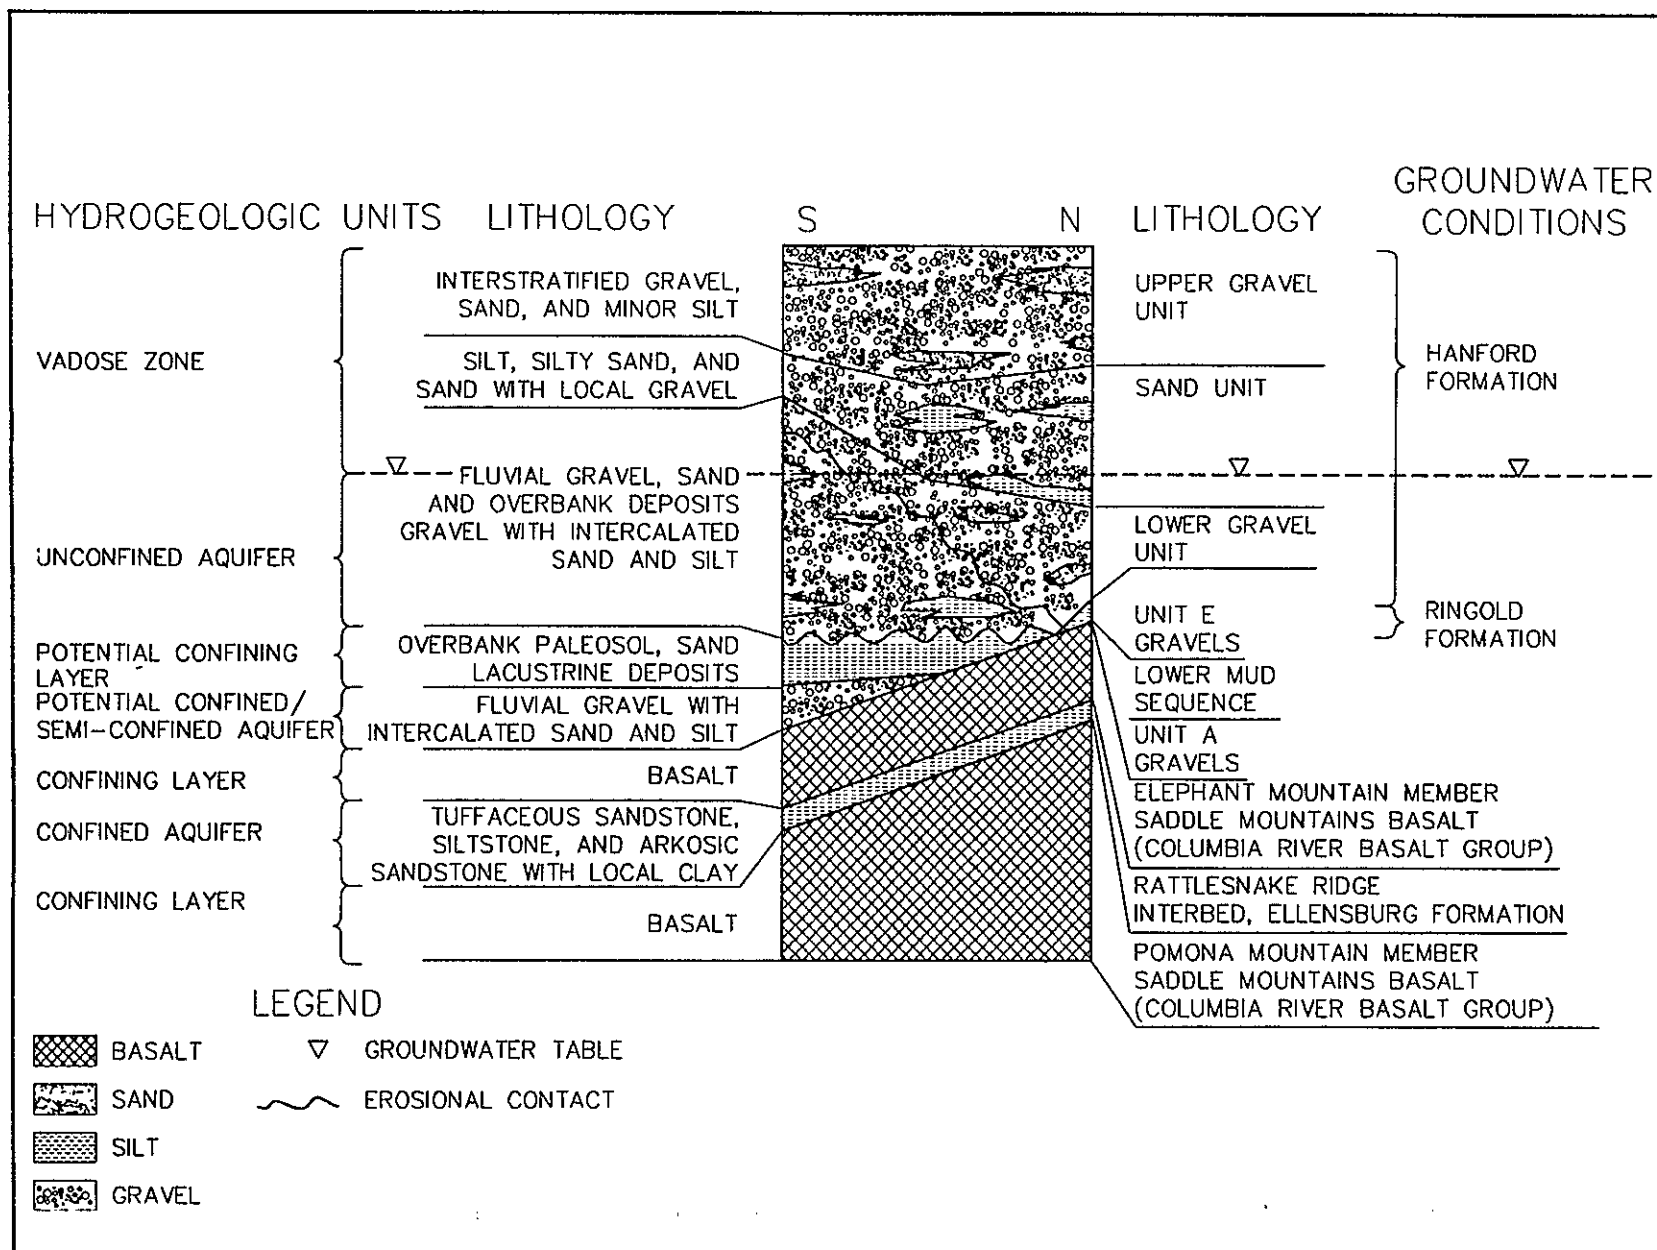 HYDROGEOLOGIC UNITS
VADOSE ZONE
UNCONFINED AQUIFER
POTENTIAL CONFINING
LAYER
POTENTIAL CONFINED/
SEMI-CONFINED AQUIFER
CONFINING LAYER
CONFINED AQUIFER
CONFINING LAYER
LITHOLOGY
INTERSTRATIFIED GRAVEL,
SAND, AND MINOR SILT
SILT, SILTY SAND, AND
SAND WITH LOCAL GRAVEL
FLUVIAL GRAVEL, SAND
AND OVERBANK DEPOSITS
GRAVEL WITH INTERCALATED
SAND AND SILT
OVERBANK PALEOSOL, SAND
LACUSTRINE DEPOSITS
FLUVIAL GRAVEL WITH
INTERCALATED SAND AND SILT
BASALT
TUFFACEOUS SANDSTONE,
SILTSTONE, AND ARKOSIC
SANDSTONE WITH LOCAL CLAY
BASALT
S N
LITHOLOGY
UPPER GRAVEL
UNIT
SAND UNIT
LOWER GRAVEL
UNIT
UNIT E
GRAVELS
LOWER MUD
SEQUENCE
UNIT A
GRAVELS
ELEPHANT MOUNTAIN MEMBER
SADDLE MOUNTAINS BASALT
(COLUMBIA RIVER BASALT GROUP)
RATTLESNAKE RIDGE
INTERBED, ELLENSBURG FORMATION
POMONA MOUNTAIN MEMBER
SADDLE MOUNTAINS BASALT
(COLUMBIA RIVER BASALT GROUP)
GROUNDWATER
CONDITIONS
HANFORD
FORMATION
RINGOLD
FORMATION
LEGEND
BASALT
SAND
SILT
GRAVEL
GROUNDWATER TABLE
EROSIONAL CONTACT